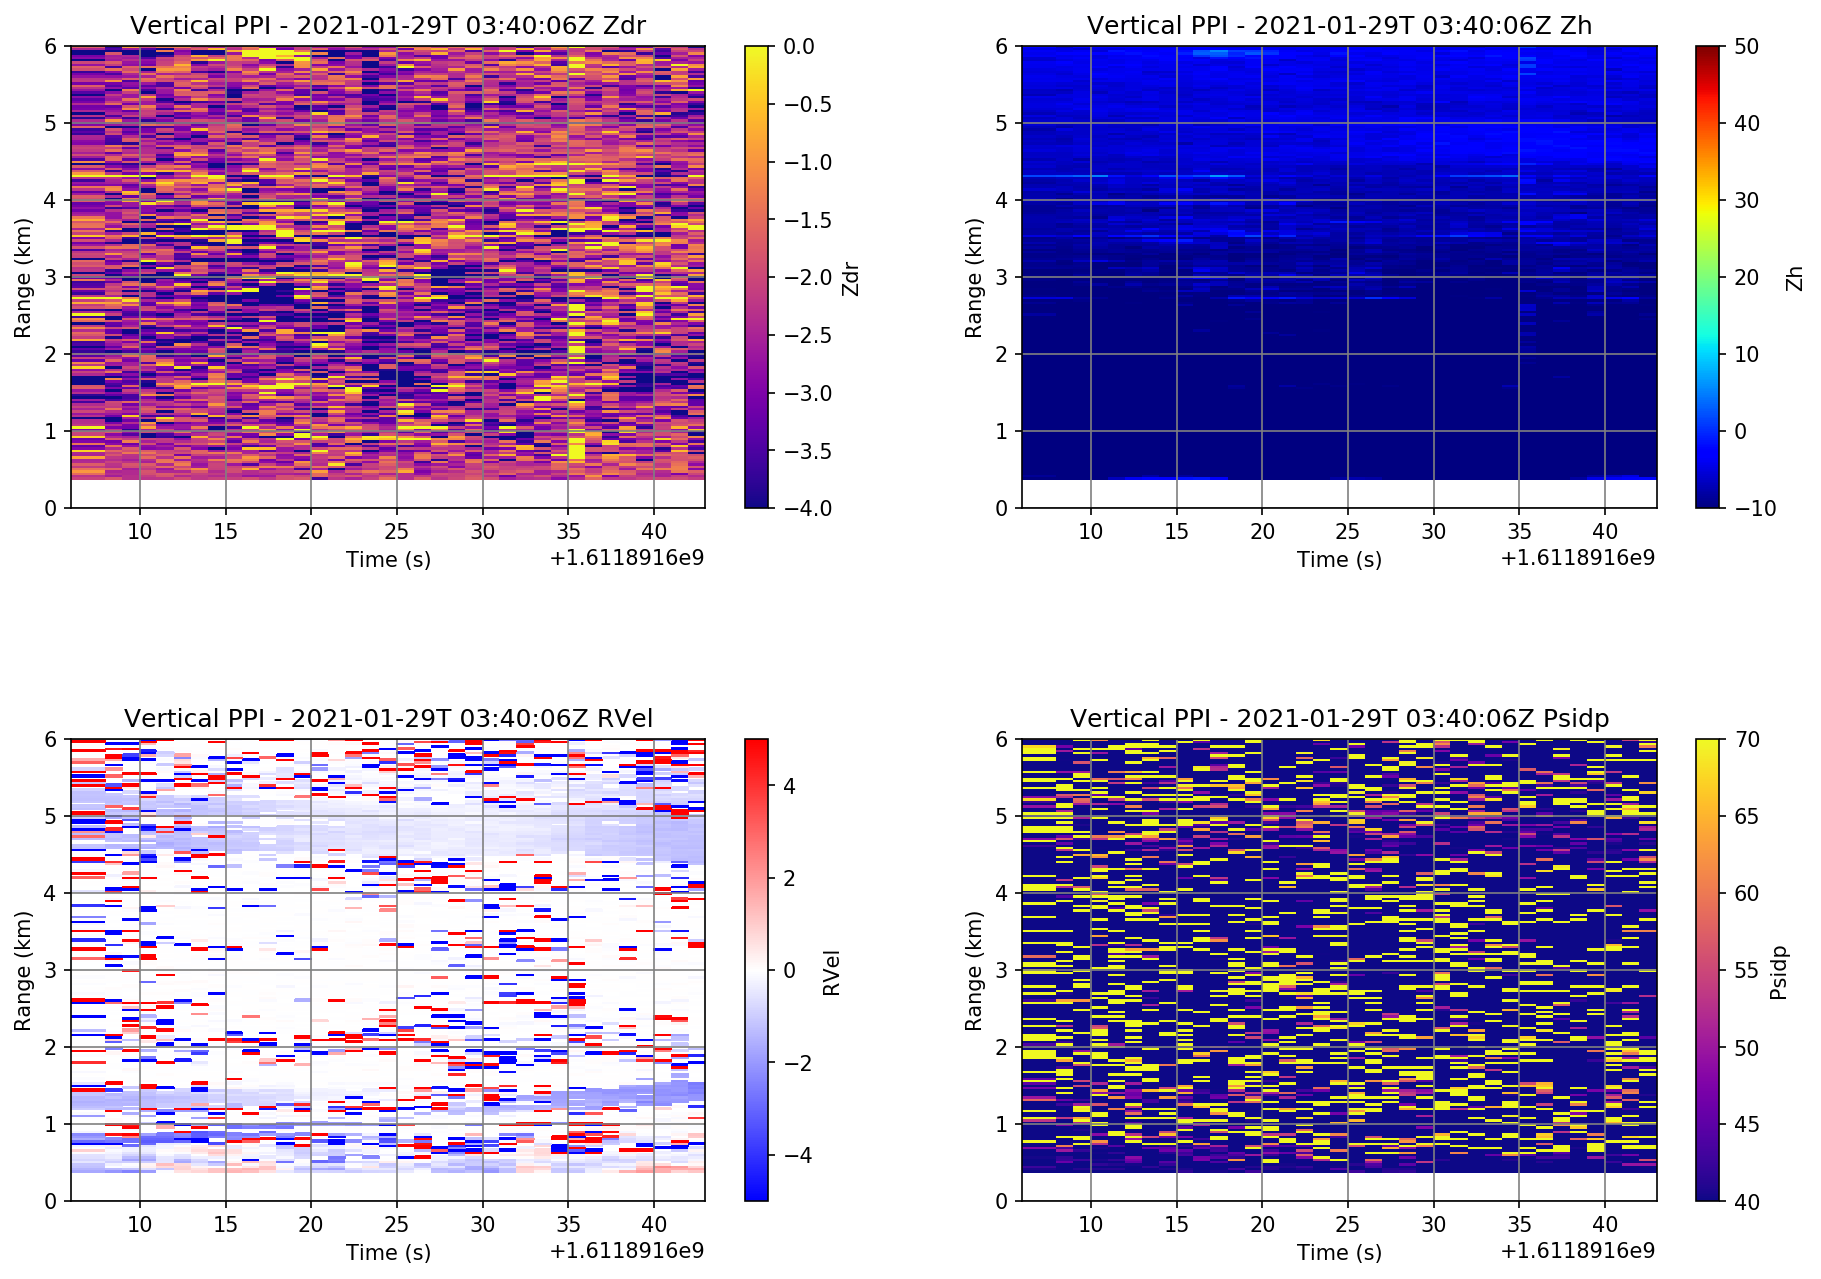 Vertical PPI - 2021-01-29T 03:40:06Z Zdr
6
5
4
3
2
1
0
Range (km)
10 15 20 25 30 35 40
Time (s)
+1.6118916e9
0.0
−0.5
−1.0
−1.5
−2.0
−2.5
−3.0
−3.5
−4.0
Zdr
Vertical PPI - 2021-01-29T 03:40:06Z Zh
6
5
4
3
2
1
0
Range (km)
10 15 20 25 30 35 40
Time (s)
+1.6118916e9
50
40
30
20
10
0
−10
Zh
Vertical PPI - 2021-01-29T 03:40:06Z RVel
6
5
4
3
2
1
0
Range (km)
10 15 20 25 30 35 40
Time (s)
+1.6118916e9
4
2
0
−2
−4
RVel
Vertical PPI - 2021-01-29T 03:40:06Z Psidp
6
5
4
3
2
1
0
Range (km)
10 15 20 25 30 35 40
Time (s)
+1.6118916e9
70
65
60
55
50
45
40
Psidp